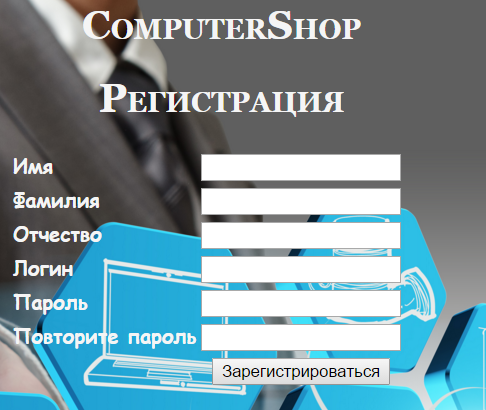 ComputerShop
Регистрация
Имя
Фамилия
Отчество
Логин
Пароль
Повторите пароль
Зарегистрироваться